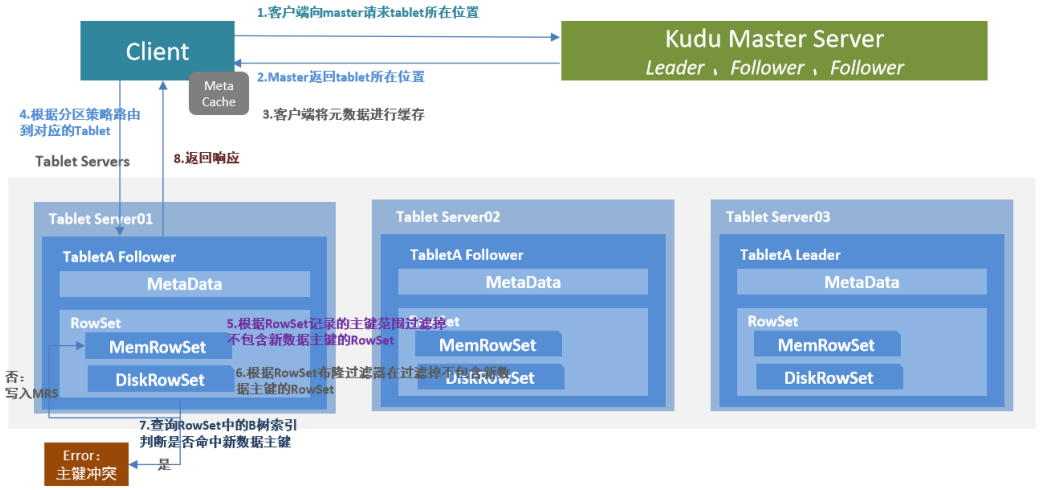 1.客户端向master请求tablet所在位置
Client
Kudu Master Server
Leader 、Follower 、Follower
Meta
Cache
2.Master返回tablet所在位置
3.客户端将元数据进行缓存
4.根据分区策略路由
到对应的Tablet
8.返回响应
Tablet Servers
Tablet Server01
TabletA Follower
MetaData
RowSet
MemRowSet
DiskRowSet
Tablet Server02
TabletA Follower
MetaData
MemRowSet
DiskRowSet
Tablet Server03
TabletA Leader
MetaData
RowSet
MemRowSet
DiskRowSet
5.根据RowSet记录的主键范围过滤掉
不包含新数据主键的RowSet
6.根据RowSet布隆过滤器在过滤掉不包含新数
据主键的RowSet
否：
写入MRS
7.查询RowSet中的B树索引
判断是否命中新数据主键
是
Error：
主键冲突